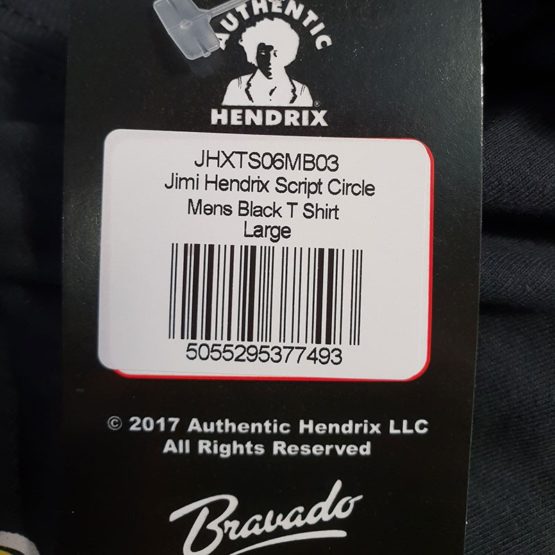 AUTHENTIC
HENDRIX
JHXTS06MB03
Jimi Hendrix Script Circle
Mens Black T Shirt
Large
5055295377493
© 2017 Authentic Hendrix LLC
All Rights Reserved
Bravado